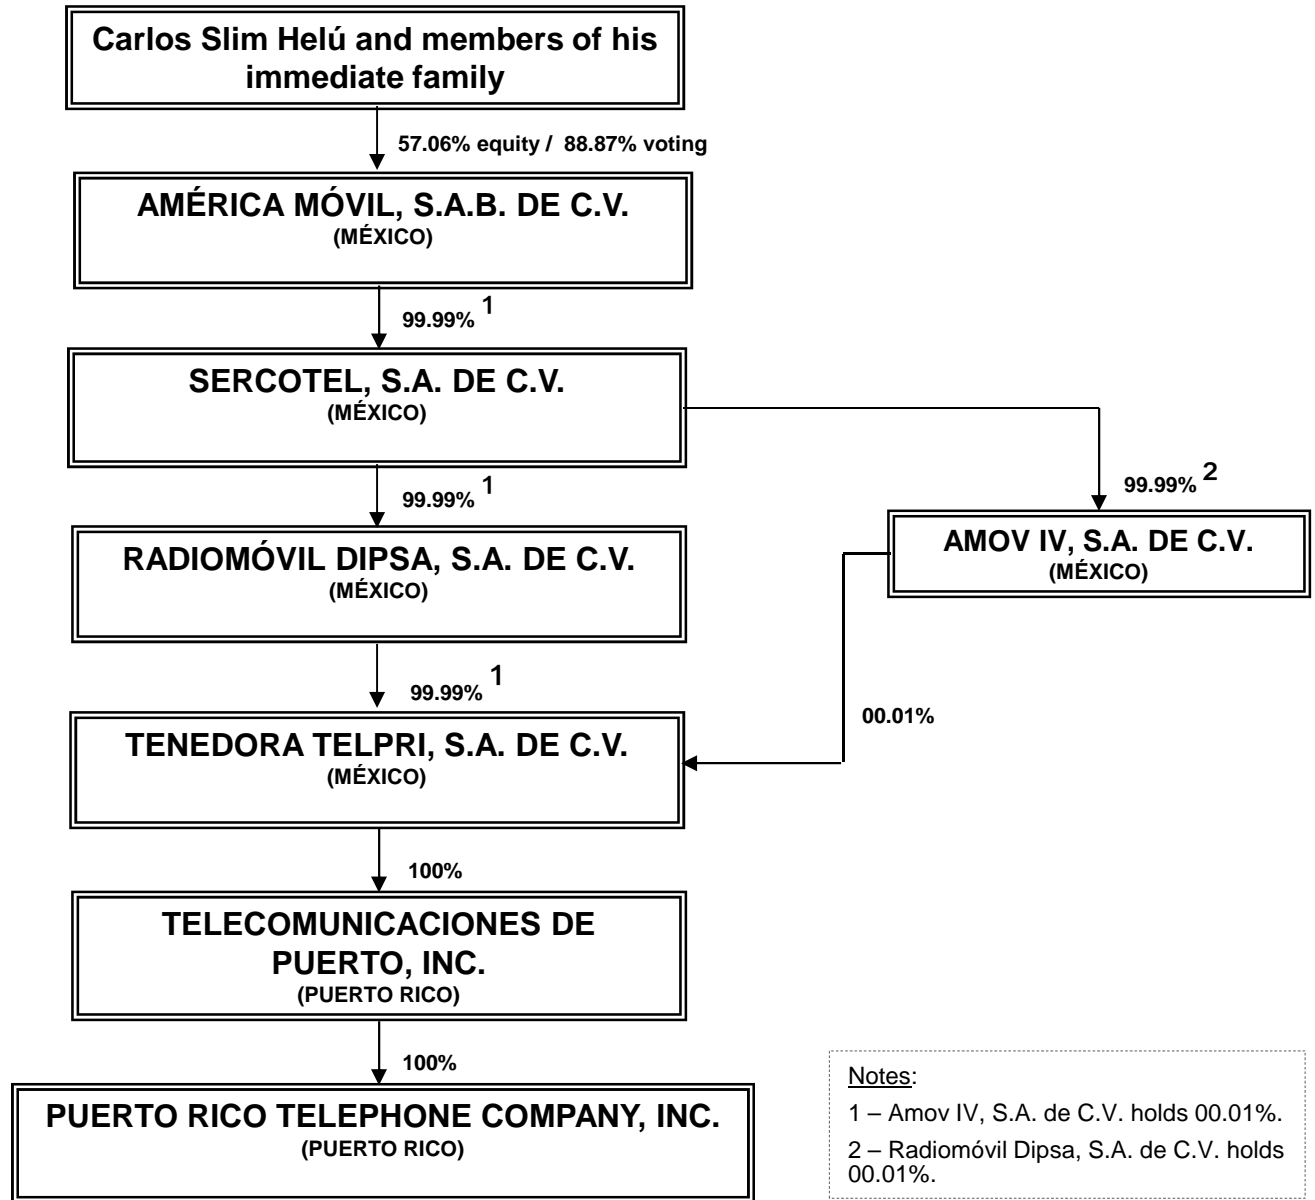 Carlos Slim Helú and members of his
immediate family
57.06% equity / 88.87% voting
AMÉRICA MÓVIL, S.A.B. DE C.V.
(MÉXICO)
99.99% 1
SERCOTEL, S.A. DE C.V.
(MÉXICO)
99.99% 1
99.99% 2
RADIOMÓVIL DIPSA, S.A. DE C.V.
(MÉXICO)
AMOV IV, S.A. DE C.V.
(MÉXICO)
99.99% 1
00.01%
TENEDORA TELPRI, S.A. DE C.V.
(MÉXICO)
100%
TELECOMUNICACIONES DE
PUERTO, INC.
(PUERTO RICO)
100%
PUERTO RICO TELEPHONE COMPANY, INC.
(PUERTO RICO)
Notes:
1 – Amov IV, S.A. de C.V. holds 00.01%.
2 – Radiomóvil Dipsa, S.A. de C.V. holds
00.01%.